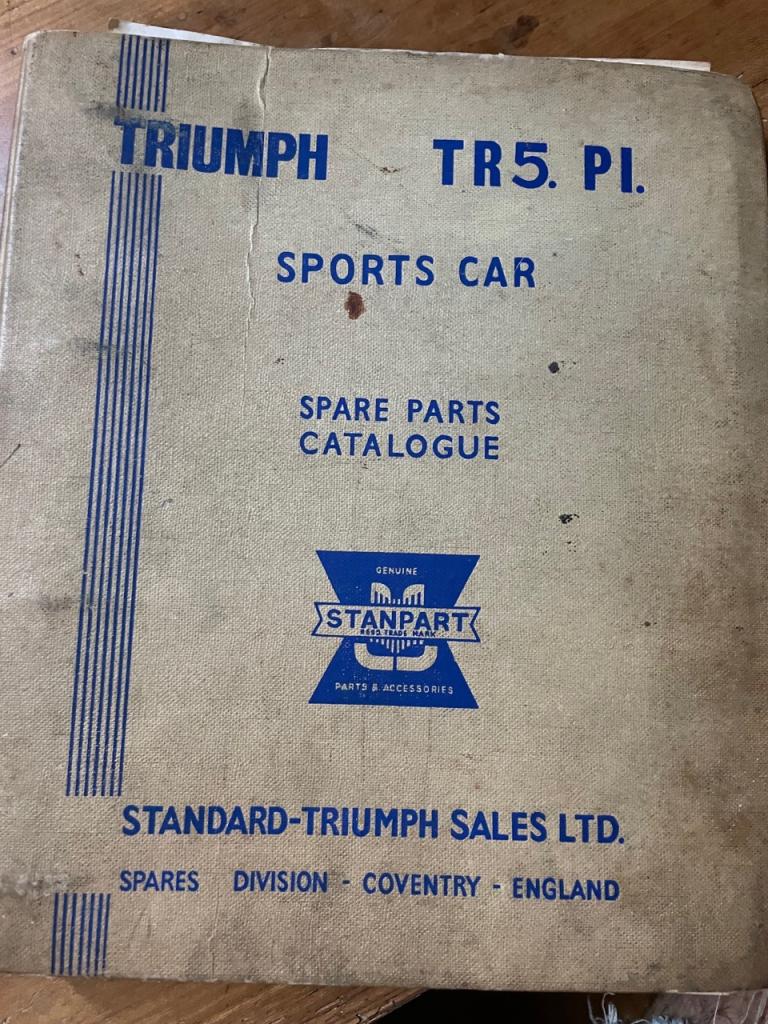 TRIUMPH TR5. PI.
SPORTS CAR
SPARE PARTS
CATALOGUE
GENUINE
STANPART
REGD. TRADE MARK
PARTS & ACCESSORIES
STANDARD-TRIUMPH SALES LTD.
SPARES DIVISION - COVENTRY - ENGLAND